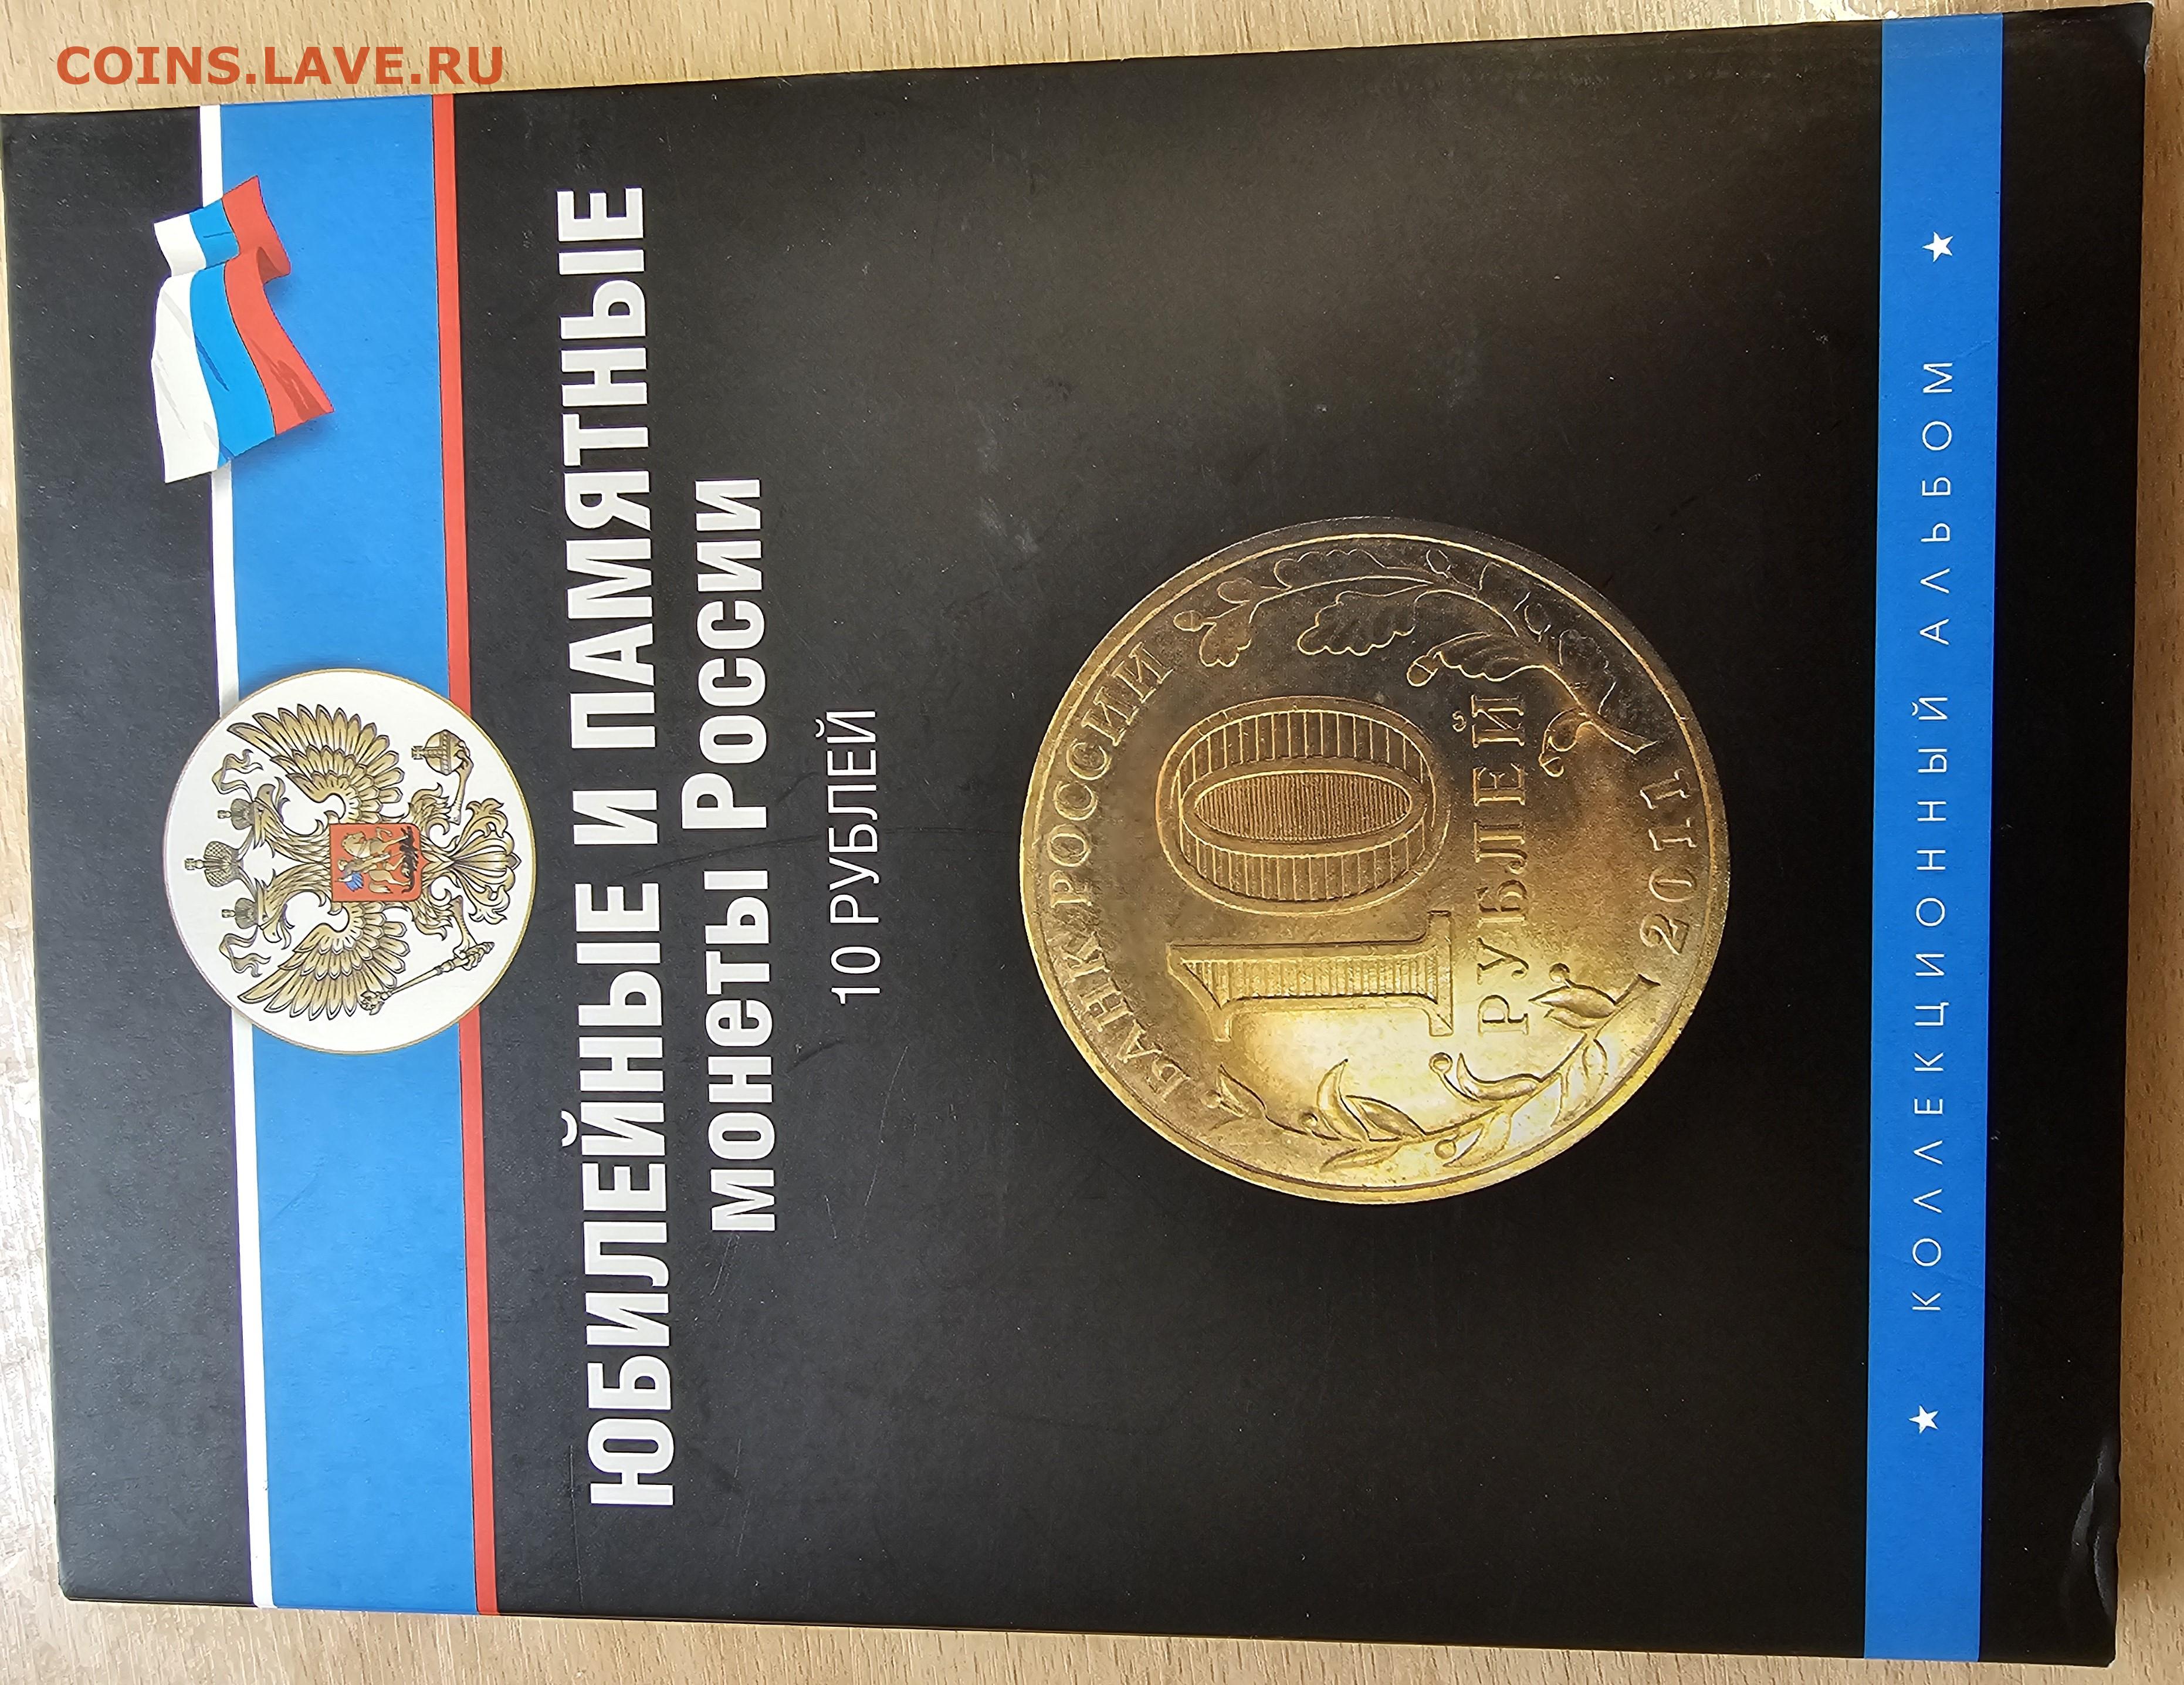 COINS.LAVE.RU
ЮБИЛЕЙНЫЕ И ПАМЯТНЫЕ
МОНЕТЫ РОССИИ
10 РУБЛЕЙ
БАНК РОССИИ
10
РУБЛЕЙ
2011
★ КОЛЛЕКЦИОННЫЙ АЛЬБОМ ★